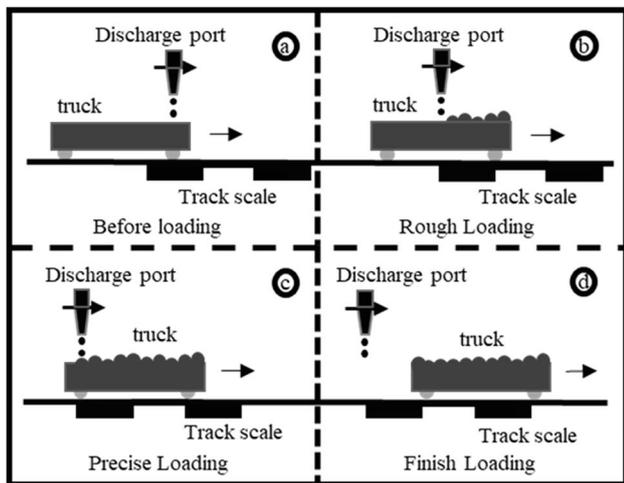 Discharge port
a
truck
Track scale
Before loading
Discharge port
b
truck
Track scale
Rough Loading
Discharge port
c
truck
Track scale
Precise Loading
Discharge port
d
truck
Track scale
Finish Loading